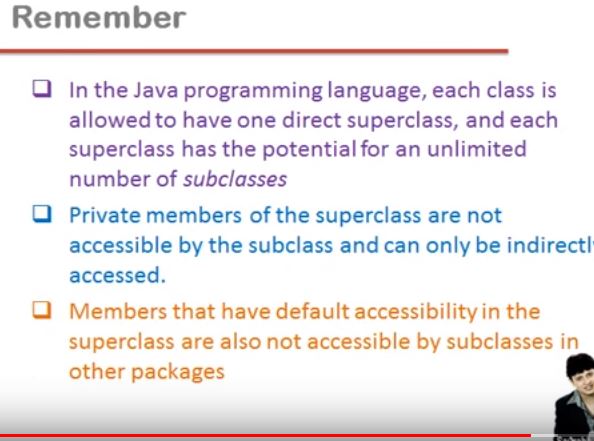 Remember
In the Java programming language, each class is
allowed to have one direct superclass, and each
superclass has the potential for an unlimited
number of subclasses
Private members of the superclass are not
accessible by the subclass and can only be indirectly
accessed.
Members that have default accessibility in the
superclass are also not accessible by subclasses in
other packages